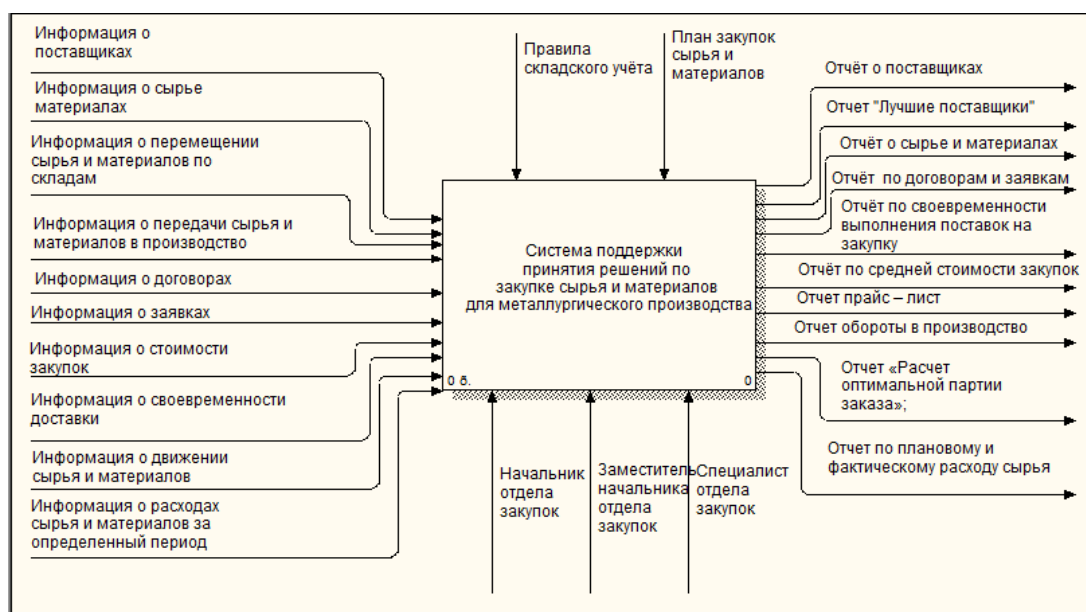 Информация о
поставщиках
Информация о сырье
материалах
Информация о перемещении
сырья и материалов по
складам
Информация о передачи сырья и
материалов в производство
Информация о договорах
Информация о заявках
Информация о стоимости
закупок
Информация о своевременности
доставки
Информация о движении
сырья и материалов
Информация о расходах
сырья и материалов за
определенный период
Правила
складского учёта
План закупок
сырья и
материалов
Система поддержки
принятия решений по
закупке сырья и материалов
для металлургического производства
0 б.
0
Начальник
отдела
закупок
Заместитель
начальника
отдела
закупок
Специалист
отдела
закупок
Отчёт о поставщиках
Отчет "Лучшие поставщики"
Отчёт о сырье и материалах
Отчёт по договорам и заявкам
Отчёт по своевременности
выполнения поставок на
закупку
Отчёт по средней стоимости закупок
Отчет прайс – лист
Отчет обороты в производство
Отчет «Расчет
оптимальной партии
заказа»;
Отчет по плановому и
фактическому расходу сырья